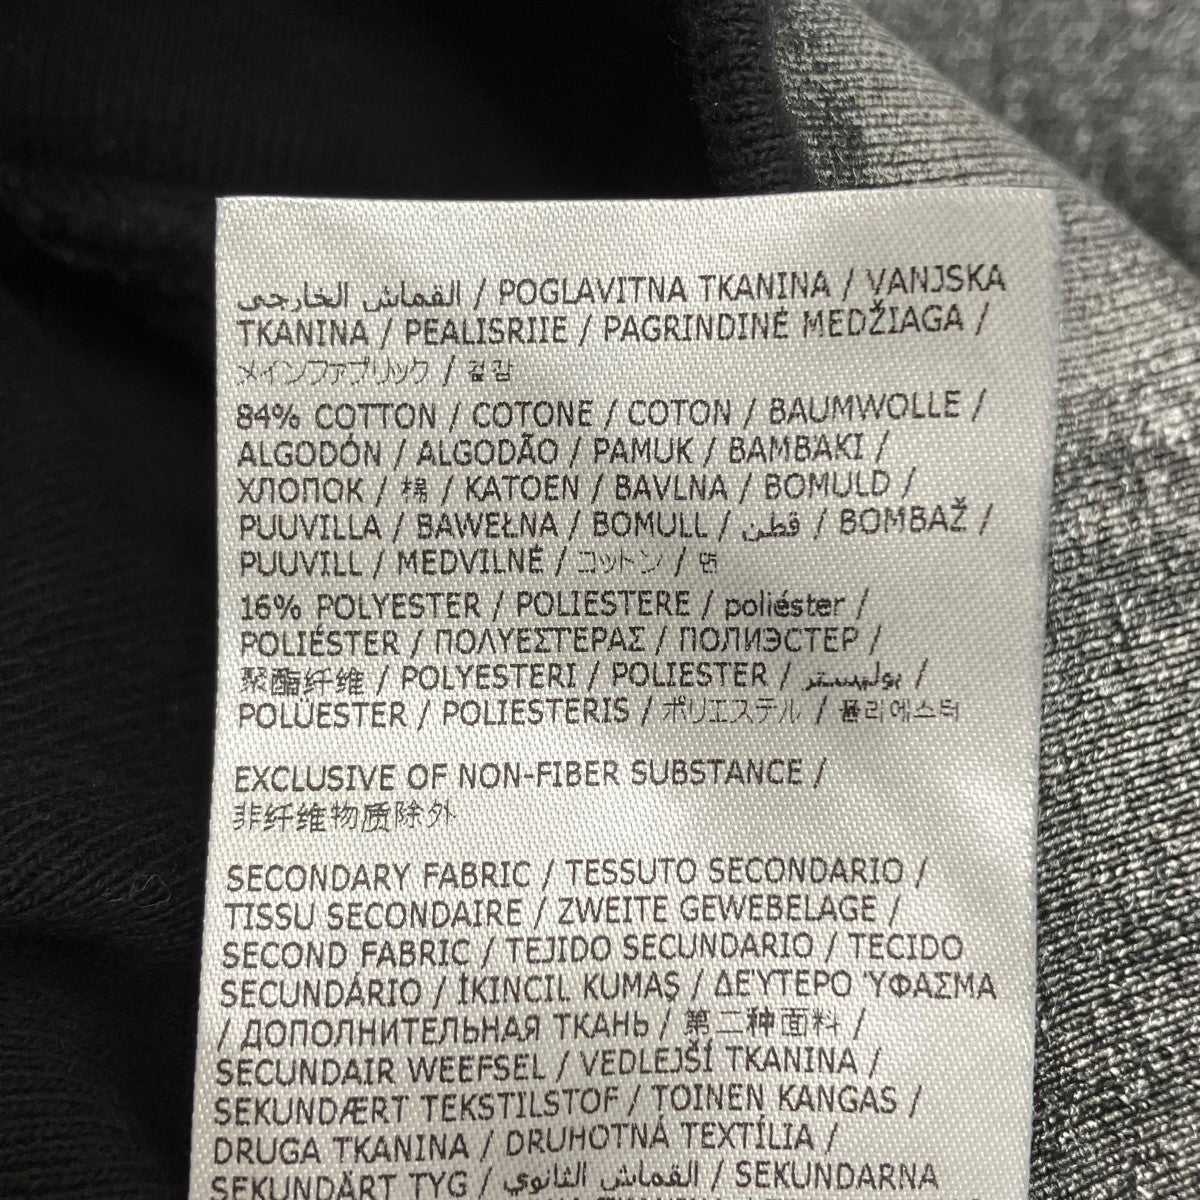 القماش الخارجي / POGLAVITNA TKANINA / VANJSKA
TKANINA / PEALISRIIE / PAGRINDINĖ MEDŽIAGA /
メインファブリック / 겉감
84% COTTON / COTONE / COTON / BAUMWOLLE /
ALGODÓN / ALGODÃO / PAMUK / BAMBAKI /
ХЛОПОК / 棉 / KATOEN / BAVLNA / BOMULD /
PUUVILLA / BAWEŁNA / BOMULL / قطن / BOMBAŽ /
PUUVILL / MEDVILNĖ / コットン / 면
16% POLYESTER / POLIESTERE / poliéster /
POLIÉSTER / ΠΟΛΥΕΣΤΕΡΑΣ / ПОЛИЭСТЕР /
聚酯纤维 / POLYESTERI / POLIESTER / بوليستر /
POLÜESTER / POLIESTERIS / ポリエステル / 폴리에스터
EXCLUSIVE OF NON-FIBER SUBSTANCE /
非纤维物质除外
SECONDARY FABRIC / TESSUTO SECONDARIO /
TISSU SECONDAIRE / ZWEITE GEWEBELAGE /
SECOND FABRIC / TEJIDO SECUNDARIO / TECIDO
SECUNDÁRIO / İKINCIL KUMAŞ / ΔΕΥΤΕΡΟ ΎΦΑΣΜΑ
/ ДОПОЛНИТЕЛЬНАЯ ТКАНЬ / 第二种面料 /
SECUNDAIR WEEFSEL / VEDLEJŠÍ TKANINA /
SEKUNDÆRT TEKSTILSTOF / TOINEN KANGAS /
DRUGA TKANINA / DRUHOTNÁ TEXTÍLIA /
SEKUNDÄRT TYG / القماش الثانوي / SEKUNDARNA